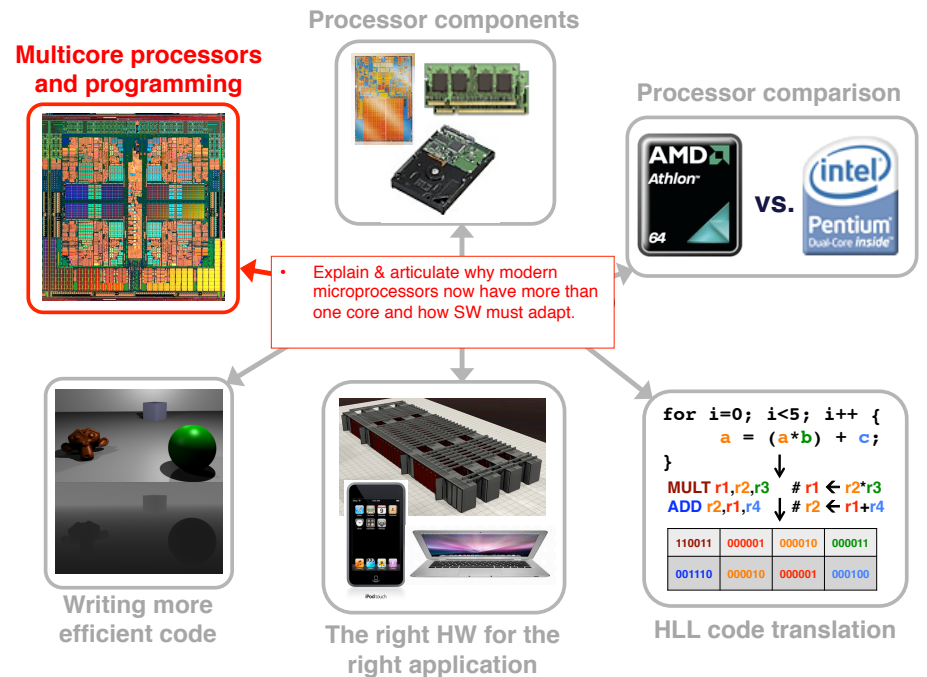 Processor components
Multicore processors
and programming
Processor comparison
AMD
Athlon
64
vs.
intel
Pentium
Dual-Core inside
• Explain & articulate why modern
microprocessors now have more than
one core and how SW must adapt.
for i=0; i<5; i++ {
a = (a*b) + c;
}
MULT r1,r2,r3 # r1 ← r2*r3
ADD r2,r1,r4 # r2 ← r1+r4
110011 000001 000010 000011
001110 000010 000001 000100
iPod touch
Writing more
efficient code
The right HW for the
right application
HLL code translation